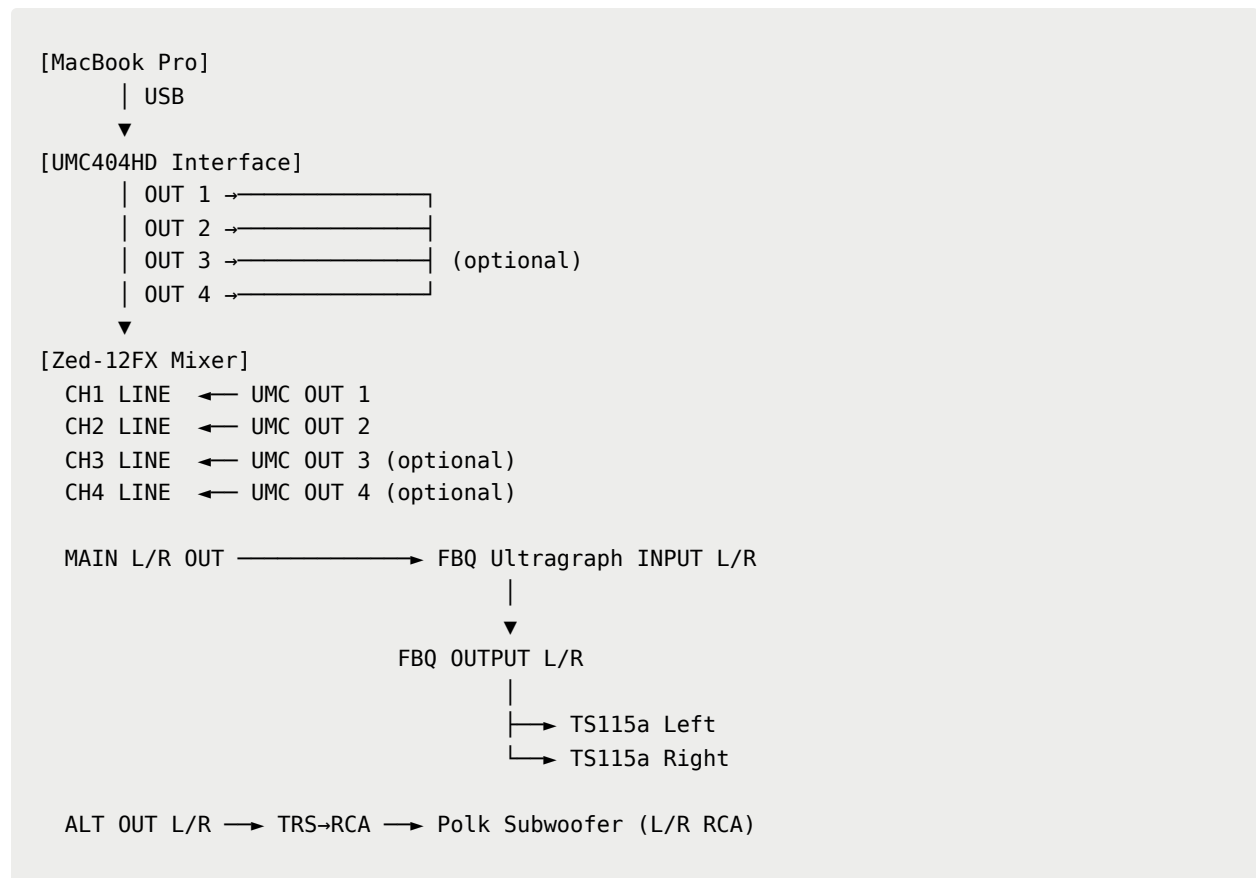 [MacBook Pro]
│ USB
▼
[UMC404HD Interface]
│ OUT 1 →───────────────┐
│ OUT 2 →───────────────┤
│ OUT 3 →───────────────┤ (optional)
│ OUT 4 →───────────────┘
▼
[Zed-12FX Mixer]
CH1 LINE ◄── UMC OUT 1
CH2 LINE ◄── UMC OUT 2
CH3 LINE ◄── UMC OUT 3 (optional)
CH4 LINE ◄── UMC OUT 4 (optional)
MAIN L/R OUT ──────────────► FBQ Ultragraph INPUT L/R
│
▼
FBQ OUTPUT L/R
│
├──► TS115a Left
└──► TS115a Right
ALT OUT L/R ──► TRS→RCA ──► Polk Subwoofer (L/R RCA)